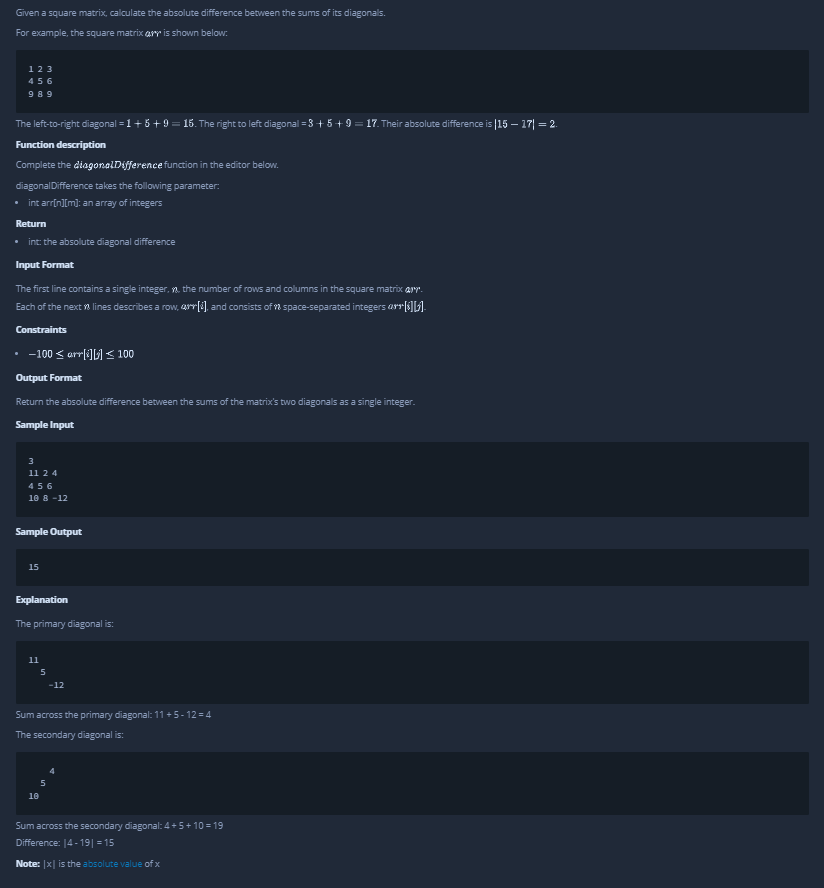 Given a square matrix, calculate the absolute difference between the sums of its diagonals.
For example, the square matrix arr is shown below:
1 2 3
4 5 6
9 8 9
The left-to-right diagonal = 1 + 5 + 9 = 15. The right to left diagonal = 3 + 5 + 9 = 17. Their absolute difference is |15 − 17| = 2.
Function description
Complete the diagonalDifference function in the editor below.
diagonalDifference takes the following parameter:
• int arr[n][m]: an array of integers
Return
• int: the absolute diagonal difference
Input Format
The first line contains a single integer, n, the number of rows and columns in the square matrix arr.
Each of the next n lines describes a row, arr[i], and consists of n space-separated integers arr[i][j].
Constraints
• −100 ≤ arr[i][j] ≤ 100
Output Format
Return the absolute difference between the sums of the matrix's two diagonals as a single integer.
Sample Input
3
11 2 4
4 5 6
10 8 -12
Sample Output
15
Explanation
The primary diagonal is:
11
5
-12
Sum across the primary diagonal: 11 + 5 - 12 = 4
The secondary diagonal is:
4
5
10
Sum across the secondary diagonal: 4 + 5 + 10 = 19
Difference: |4 - 19| = 15
Note: |x| is the absolute value of x